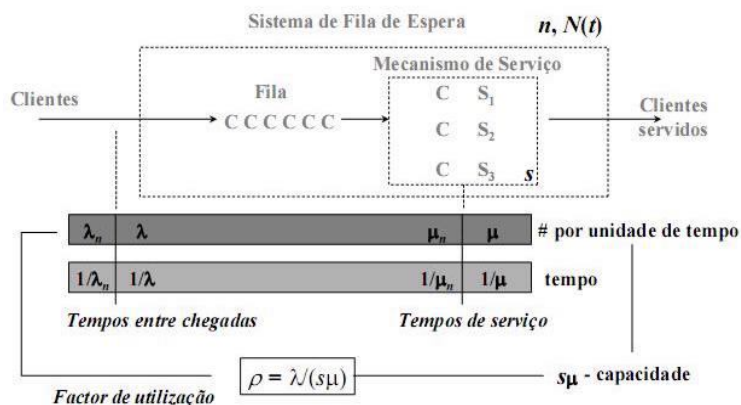 Sistema de Fila de Espera
n, N(t)
Mecanismo de Serviço
Clientes
Fila
C C C C C C
C S₁
C S₂
C S₃
s
Clientes
servidos
λₙ λ μₙ μ # por unidade de tempo
1/λₙ 1/λ 1/μₙ 1/μ tempo
Tempos entre chegadas
Tempos de serviço
Factor de utilização
ρ = λ/(sμ)
sμ - capacidade